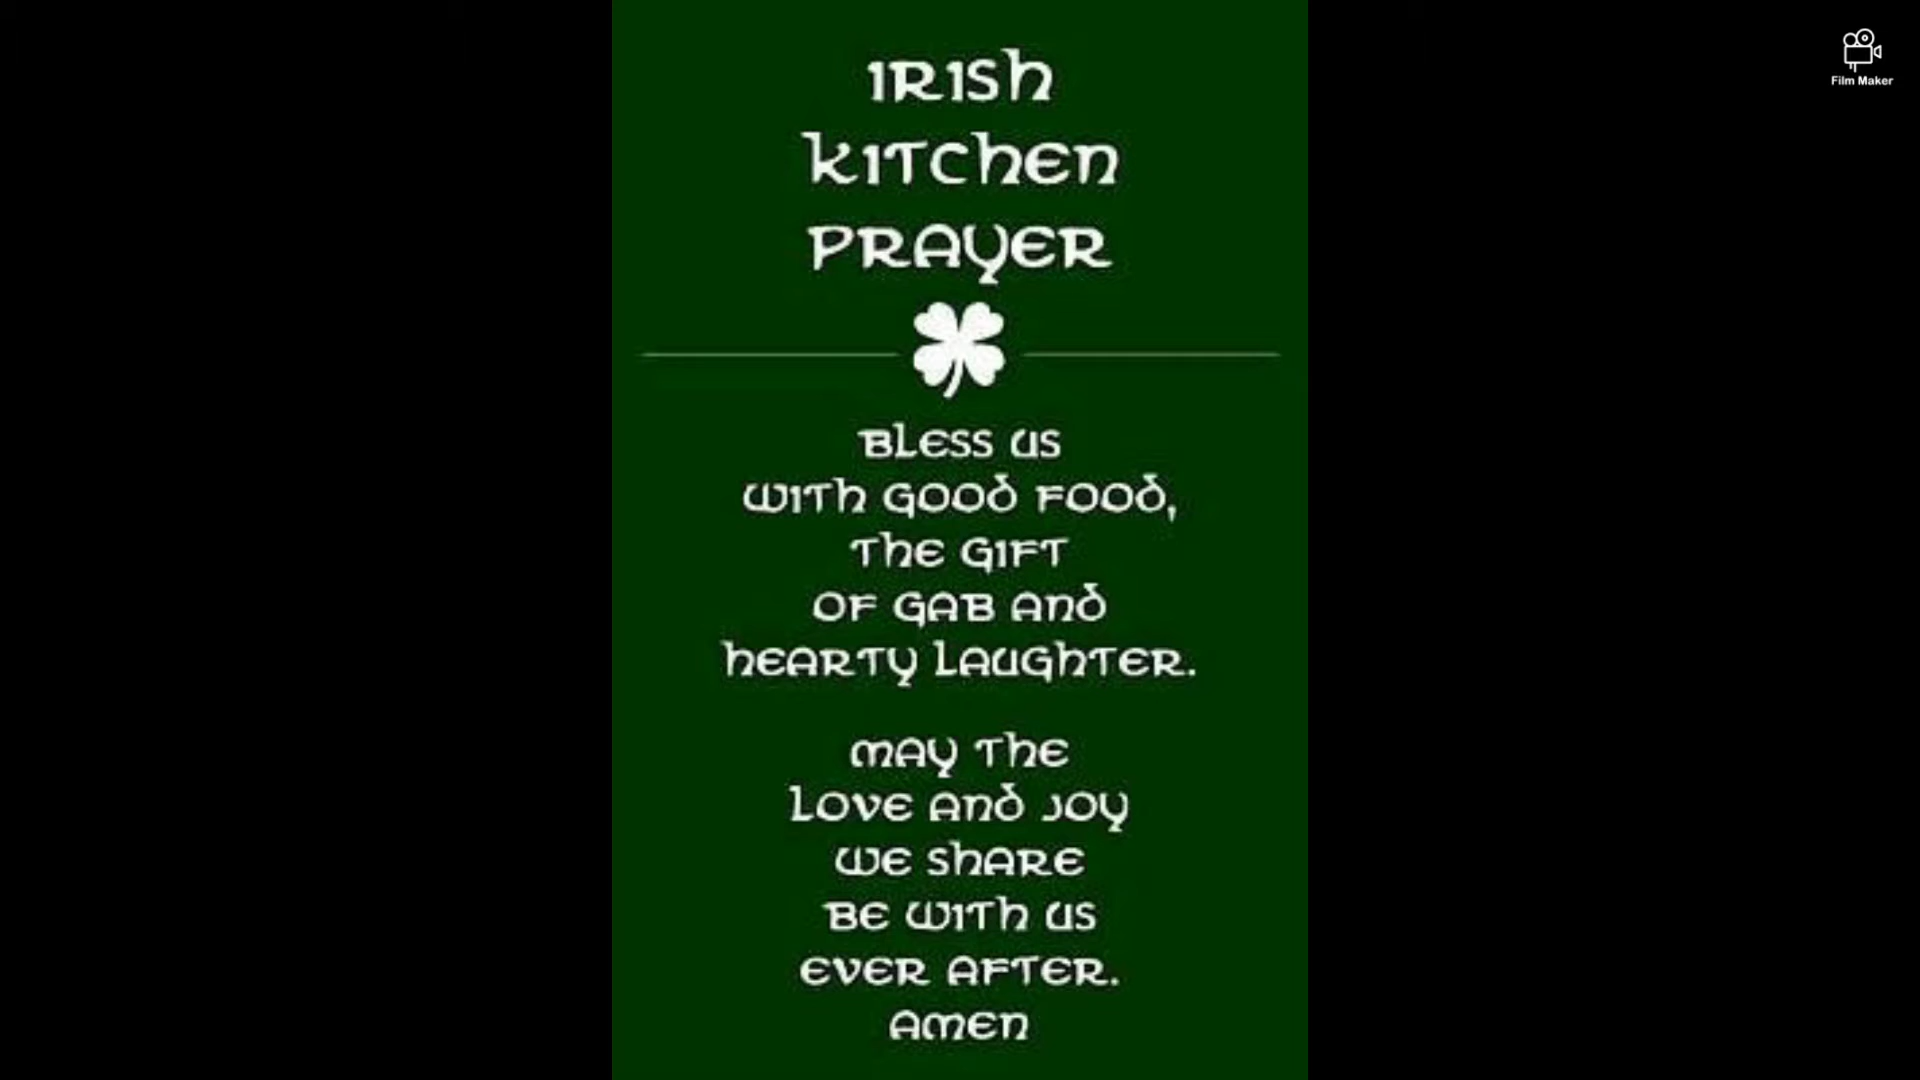 IRISH
KITCHEN
PRAYER
BLESS US
WITH GOOD FOOD,
THE GIFT
OF GAB AND
HEARTY LAUGHTER.
MAY THE
LOVE AND JOY
WE SHARE
BE WITH US
EVER AFTER.
AMEN
Film Maker